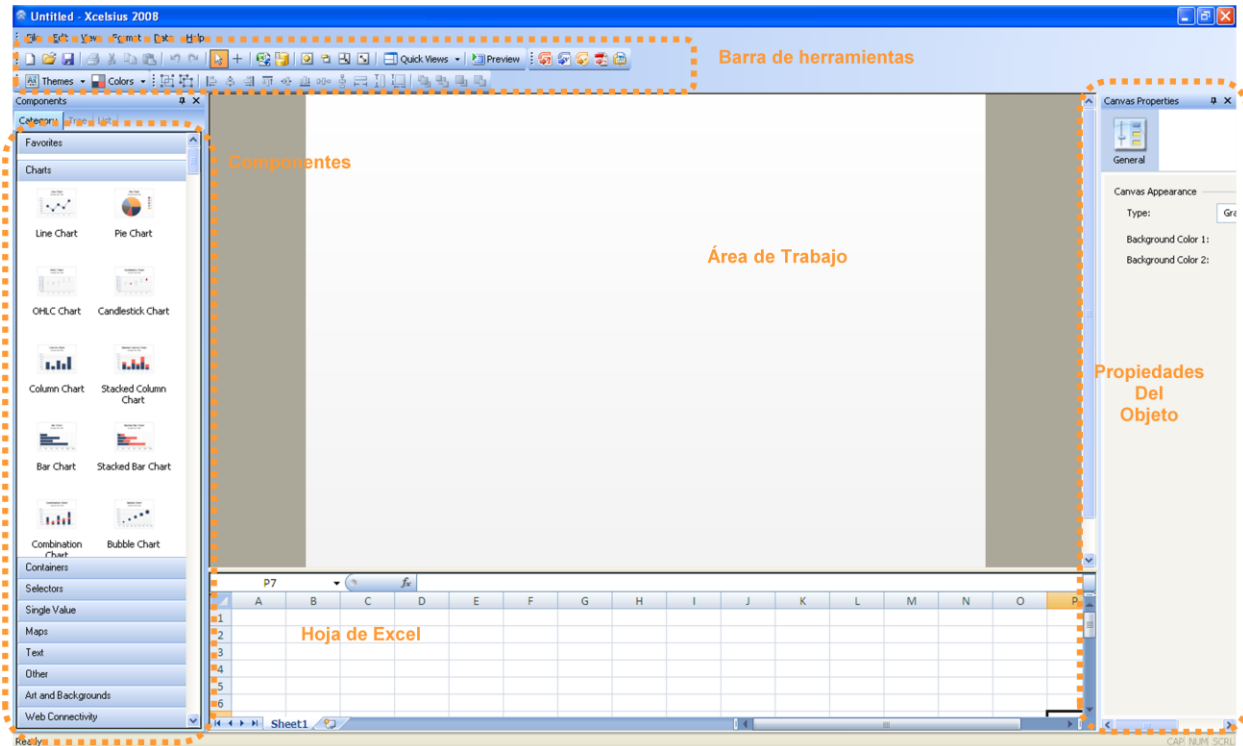 Untitled - Xcelsius 2008
File Edit View Format Data Help
Quick Views Preview
Barra de herramientas
Themes Colors
Components
Category Tree List
Favorites
Charts
Line Chart Pie Chart
OHLC Chart Candlestick Chart
Column Chart Stacked Column
Chart
Bar Chart Stacked Bar Chart
Combination Bubble Chart
Chart
Containers
Selectors
Single Value
Maps
Text
Other
Art and Backgrounds
Web Connectivity
Ready
Componentes
Área de Trabajo
P7 fx
A B C D E F G H I J K L M N O P
1
2
3
4
5
6
Hoja de Excel
Sheet1
Canvas Properties
General
Canvas Appearance
Type: Gra
Background Color 1:
Background Color 2:
Propiedades
Del
Objeto
CAP NUM SCRL